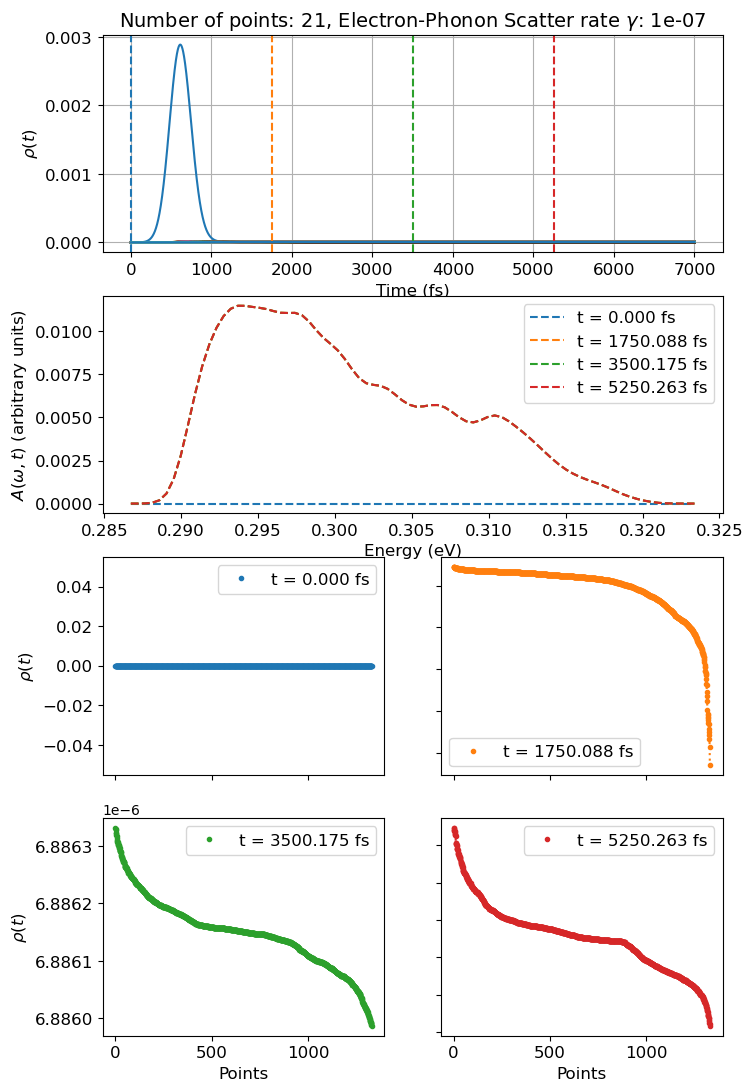 Number of points: 21, Electron-Phonon Scatter rate γ: 1e-07
0.003
0.002
0.001
0.000
ρ(t)
0
1000
2000
3000
4000
5000
6000
7000
Time (fs)
0.0100
0.0075
0.0050
0.0025
0.0000
A(ω, t) (arbitrary units)
t = 0.000 fs
t = 1750.088 fs
t = 3500.175 fs
t = 5250.263 fs
0.285
0.290
0.295
0.300
0.305
0.310
0.315
0.320
0.325
Energy (eV)
0.04
0.02
0.00
−0.02
−0.04
ρ(t)
t = 0.000 fs
t = 1750.088 fs
1e−6
6.8863
6.8862
6.8861
6.8860
ρ(t)
t = 3500.175 fs
t = 5250.263 fs
0
500
1000
Points
0
500
1000
Points